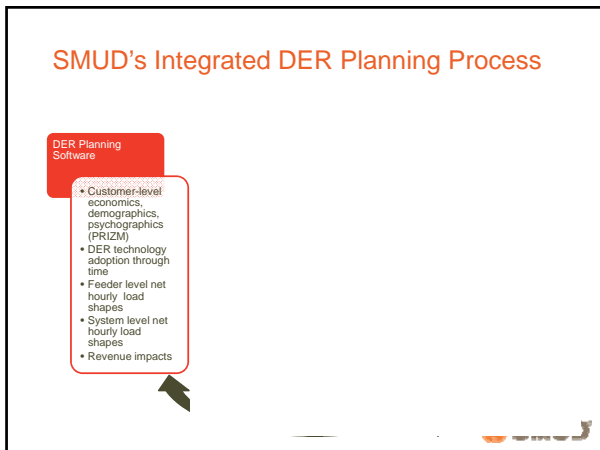 SMUD’s Integrated DER Planning Process
DER Planning
Software
• Customer-level
economics,
demographics,
psychographics
(PRIZM)
• DER technology
adoption through
time
• Feeder level net
hourly load
shapes
• System level net
hourly load
shapes
• Revenue impacts